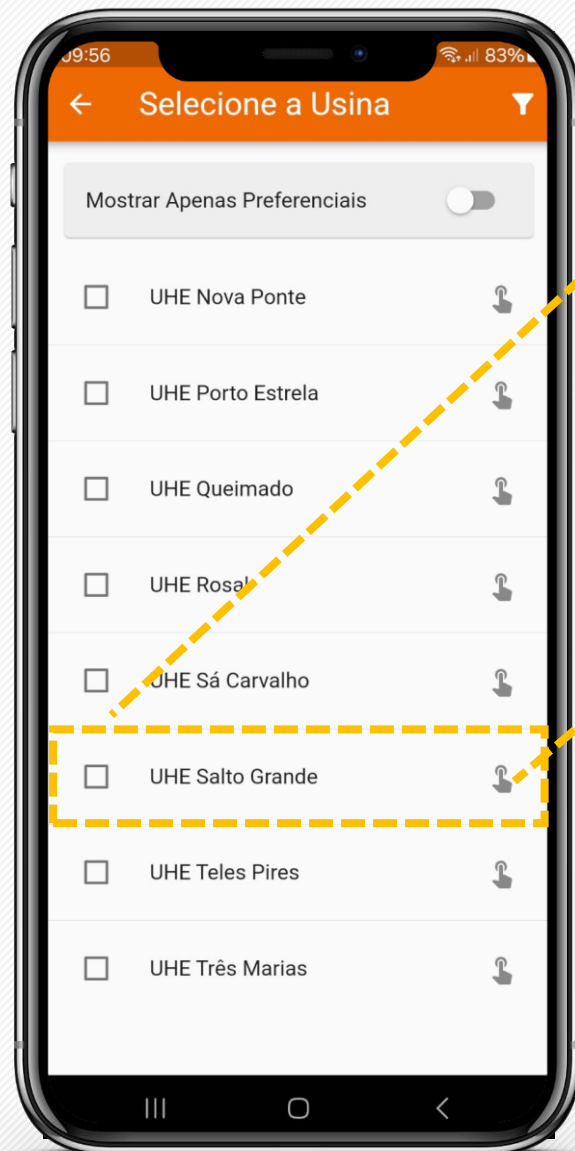 09:56 83%
Selecione a Usina
Mostrar Apenas Preferenciais
UHE Nova Ponte
UHE Porto Estrela
UHE Queimado
UHE Rosal
UHE Sá Carvalho
UHE Salto Grande
UHE Teles Pires
UHE Três Marias